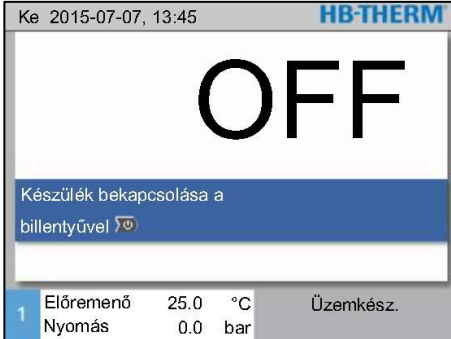 Ke 2015-07-07, 13:45 HB-THERM
OFF
Készülék bekapcsolása a
billentyűvel
1 Előremenő 25.0 °C Üzemkész.
Nyomás 0.0 bar